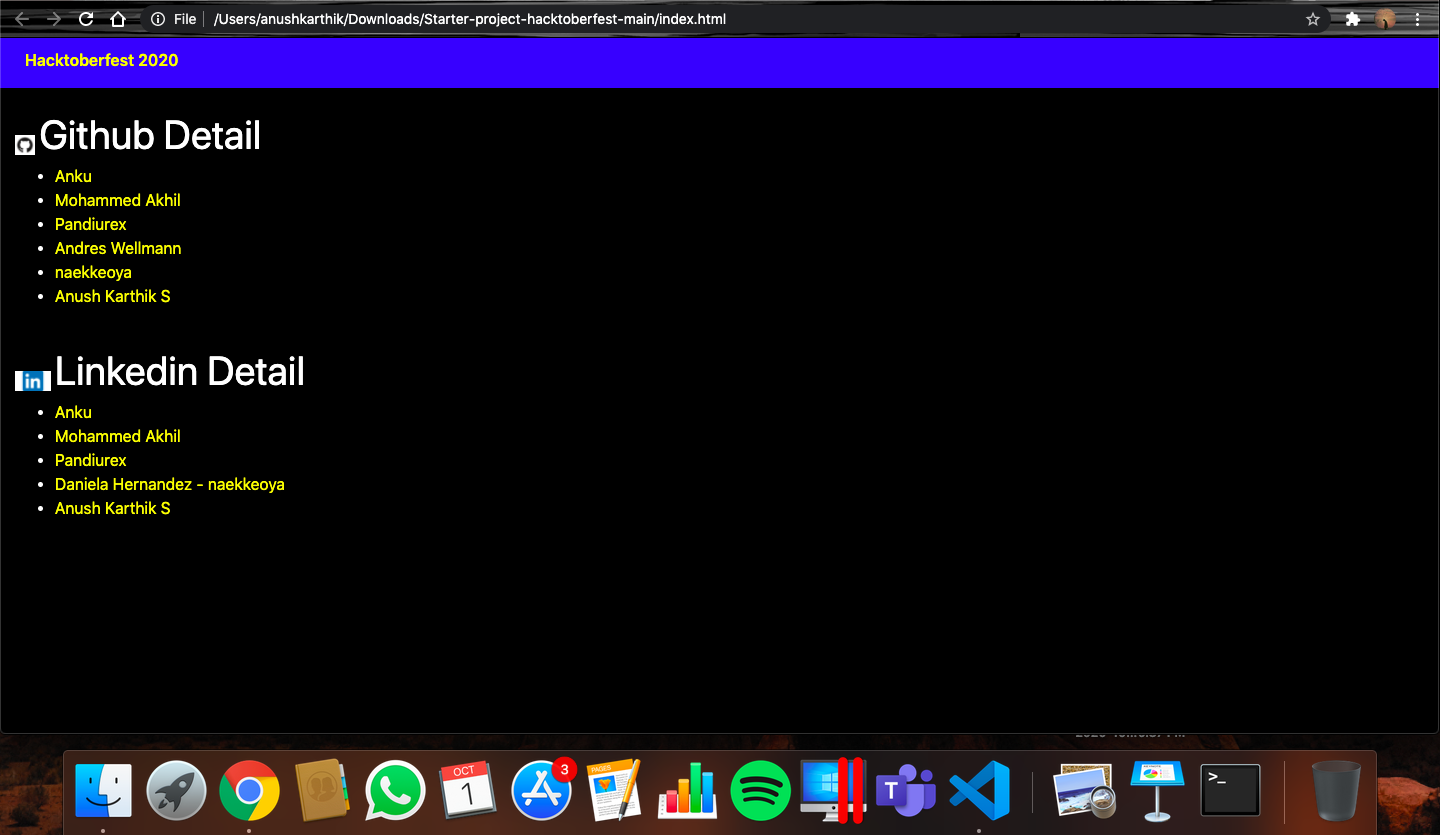 File /Users/anushkarthik/Downloads/Starter-project-hacktoberfest-main/index.html
Hacktoberfest 2020
Github Detail
Anku
Mohammed Akhil
Pandiurex
Andres Wellmann
naekkeoya
Anush Karthik S
in Linkedin Detail
Anku
Mohammed Akhil
Pandiurex
Daniela Hernandez - naekkeoya
Anush Karthik S
OCT
1
3
PAGES
T
>_